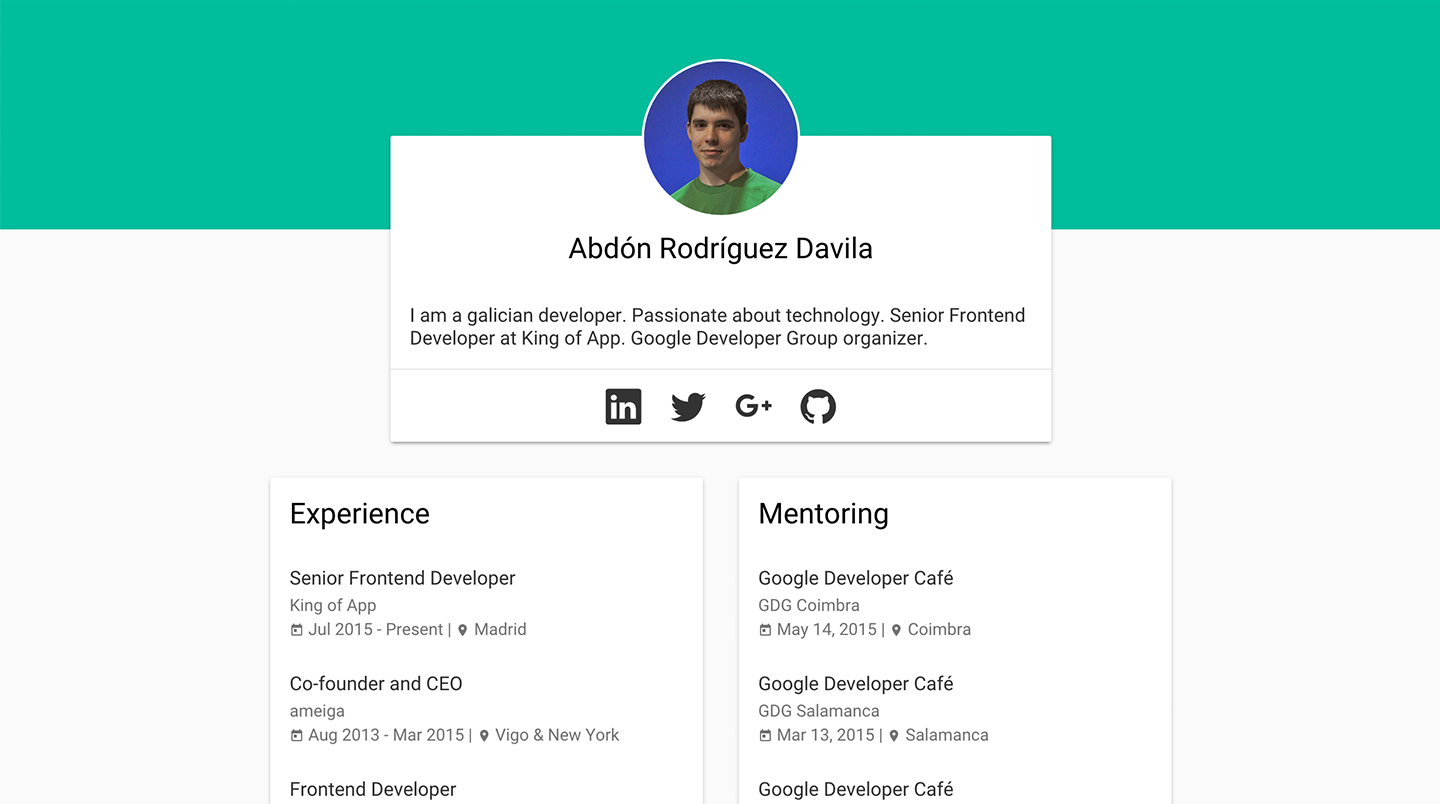 Abdón Rodríguez Davila
I am a galician developer. Passionate about technology. Senior Frontend
Developer at King of App. Google Developer Group organizer.
in G+
Experience
Senior Frontend Developer
King of App
Jul 2015 - Present | Madrid
Co-founder and CEO
ameiga
Aug 2013 - Mar 2015 | Vigo & New York
Frontend Developer
Mentoring
Google Developer Café
GDG Coimbra
May 14, 2015 | Coimbra
Google Developer Café
GDG Salamanca
Mar 13, 2015 | Salamanca
Google Developer Café